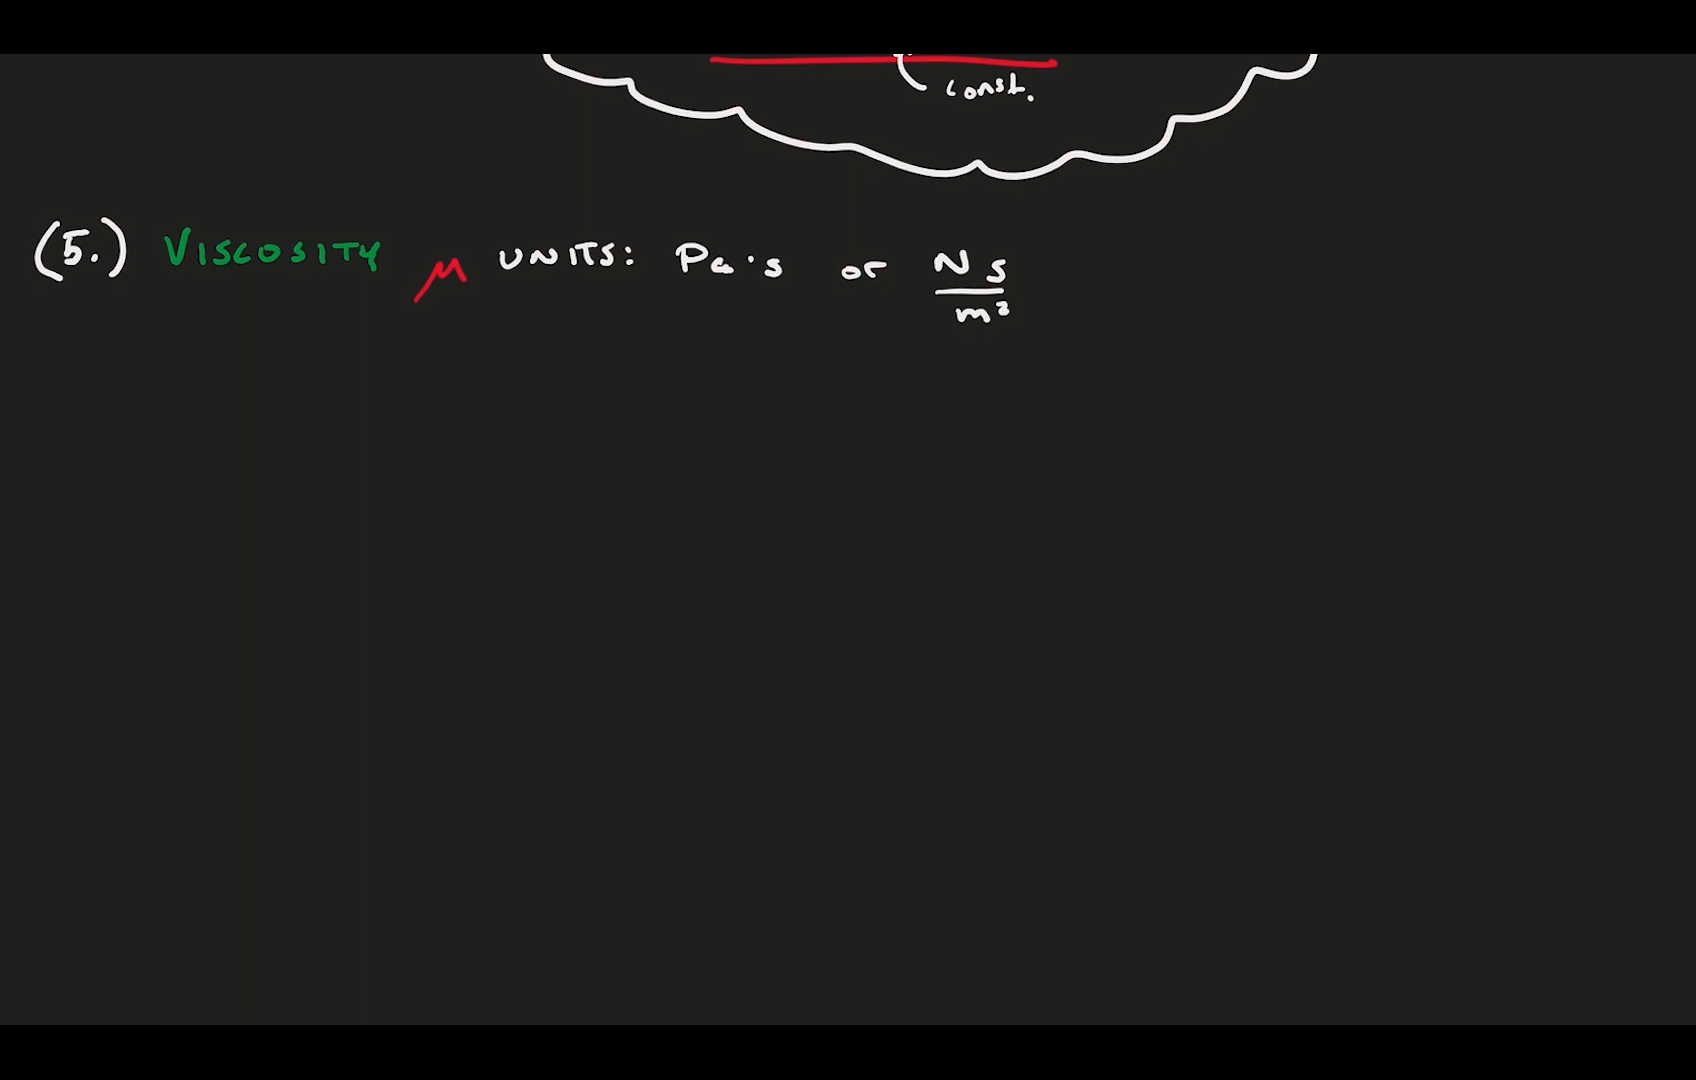 const.
(5.) VISCOSITY μ UNITS: Pa·s or N s
m²